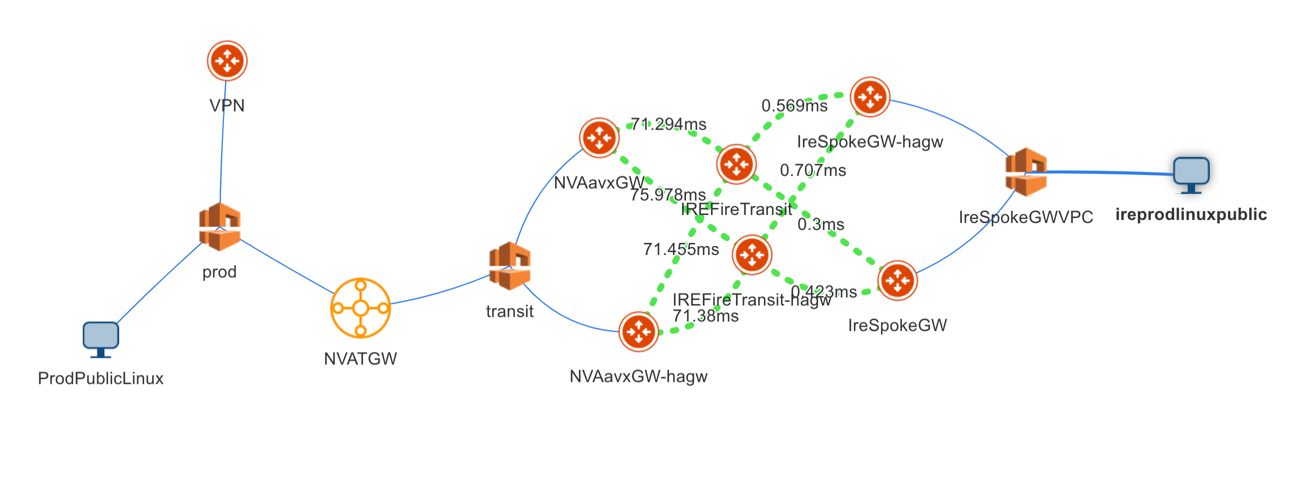 VPN
0.569ms
71.294ms
IreSpokeGW-hagw
0.707ms
NVAavxGW
75.978ms
IREFireTransit
IreSpokeGWVPC
ireprodlinuxpublic
0.3ms
71.455ms
prod
0.423ms
IREFireTransit-hagw
transit
71.38ms
IreSpokeGW
NVATGW
ProdPublicLinux
NVAavxGW-hagw